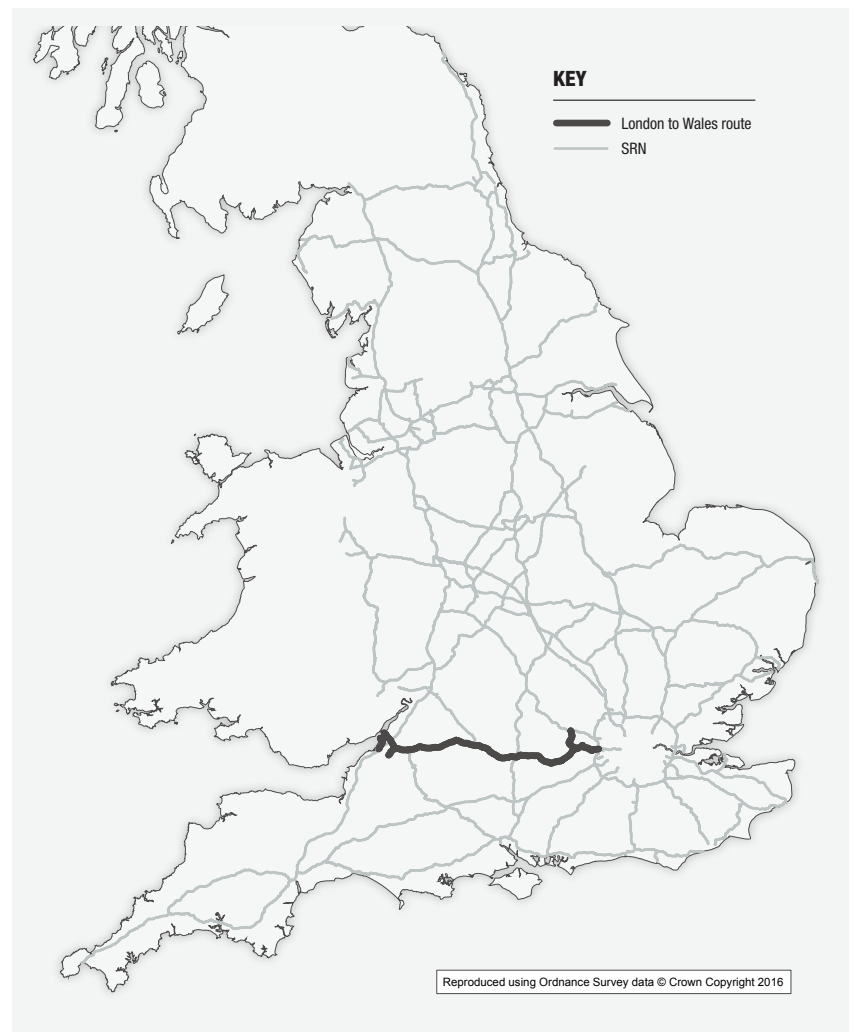 KEY
London to Wales route
SRN
Reproduced using Ordnance Survey data © Crown Copyright 2016